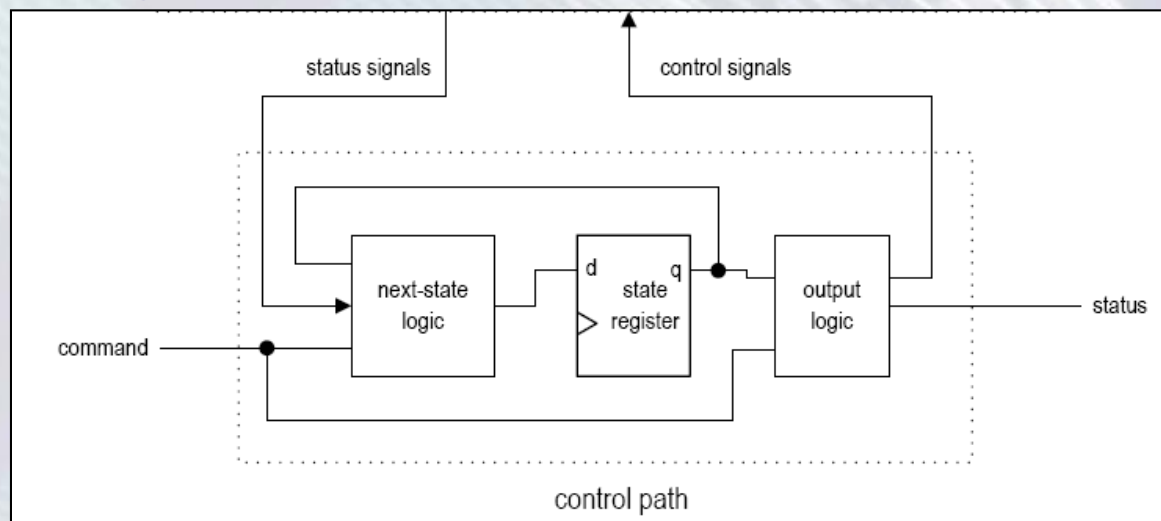 status signals
control signals
next-state
logic
d
q
state
register
output
logic
status
command
control path